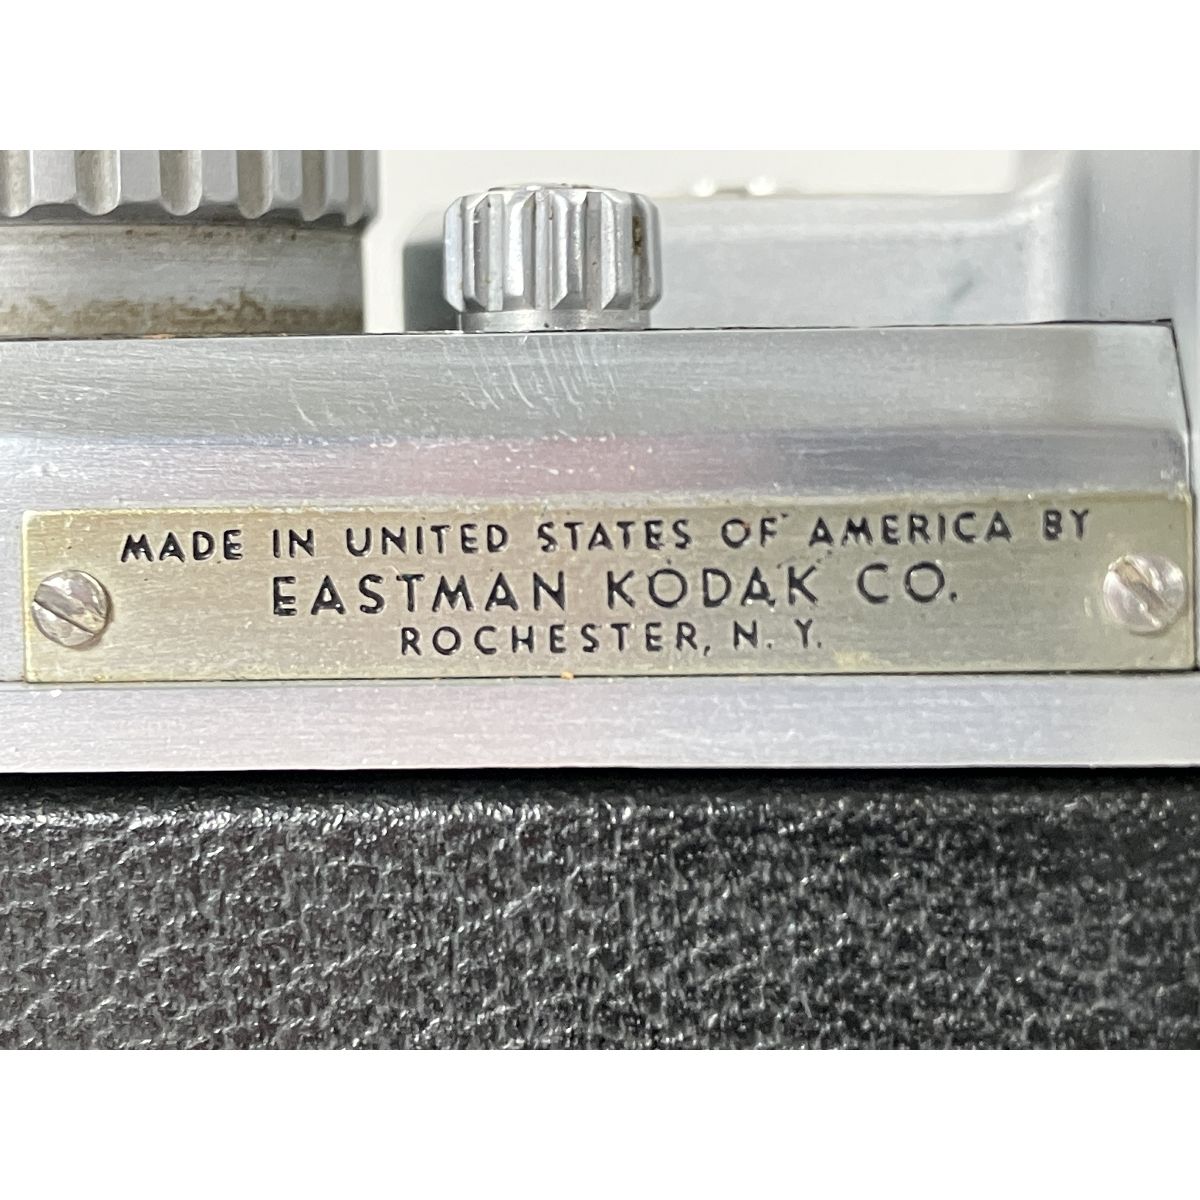 MADE IN UNITED STATES OF AMERICA BY
EASTMAN KODAK CO.
ROCHESTER, N. Y.